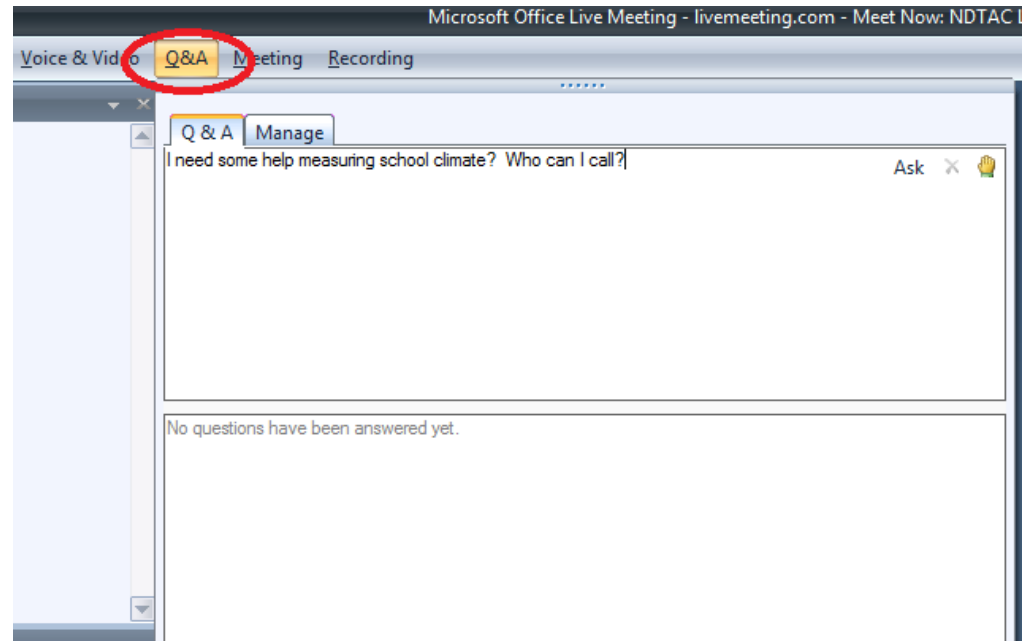 Microsoft Office Live Meeting - livemeeting.com - Meet Now: NDTAC L
Voice & Video Q&A Meeting Recording
Q & A Manage
I need some help measuring school climate?  Who can I call?
Ask
No questions have been answered yet.